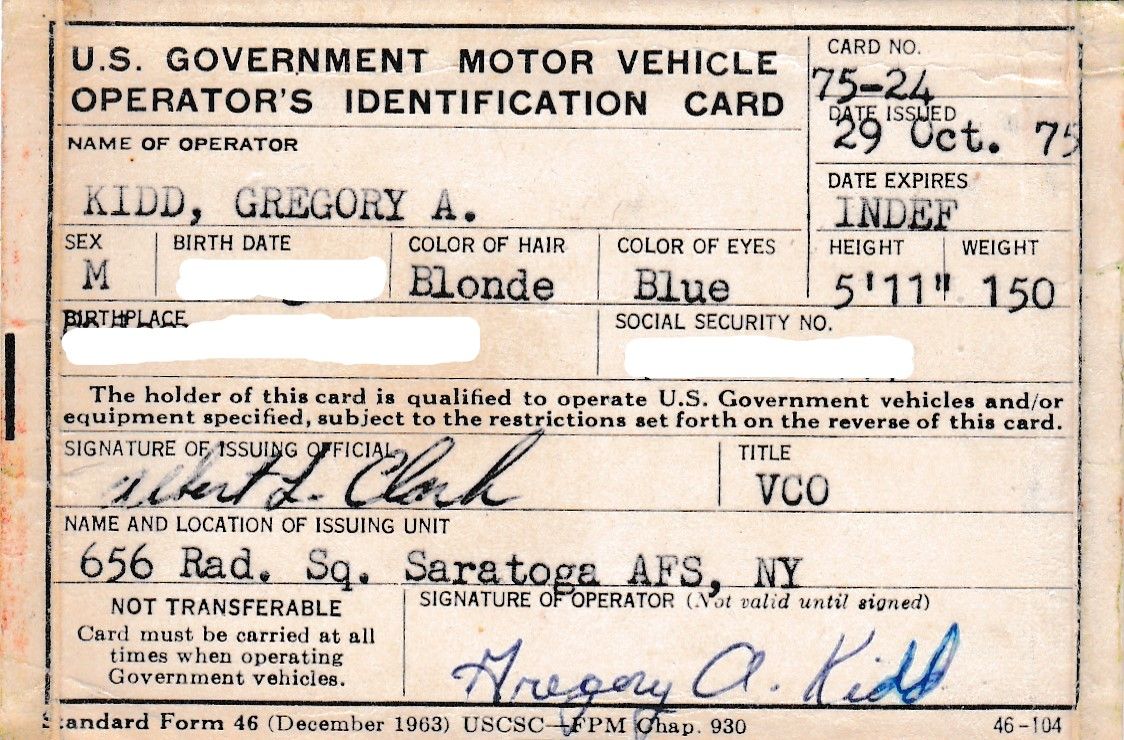 U.S. GOVERNMENT MOTOR VEHICLE
OPERATOR'S IDENTIFICATION CARD
CARD NO.
75-24
DATE ISSUED
29 Oct. 75
NAME OF OPERATOR
KIDD, GREGORY A.
DATE EXPIRES
INDEF
SEX
M
BIRTH DATE
COLOR OF HAIR
Blonde
COLOR OF EYES
Blue
HEIGHT
5'11"
WEIGHT
150
BIRTHPLACE
SOCIAL SECURITY NO.
The holder of this card is qualified to operate U.S. Government vehicles and/or
equipment specified, subject to the restrictions set forth on the reverse of this card.
SIGNATURE OF ISSUING OFFICIAL
Albert L. Clark
TITLE
VCO
NAME AND LOCATION OF ISSUING UNIT
656 Rad. Sq. Saratoga AFS, NY
NOT TRANSFERABLE
Card must be carried at all
times when operating
Government vehicles.
SIGNATURE OF OPERATOR (Not valid until signed)
Gregory A. Kidd
Standard Form 46 (December 1963) USCSC—FPM Chap. 930
46-104